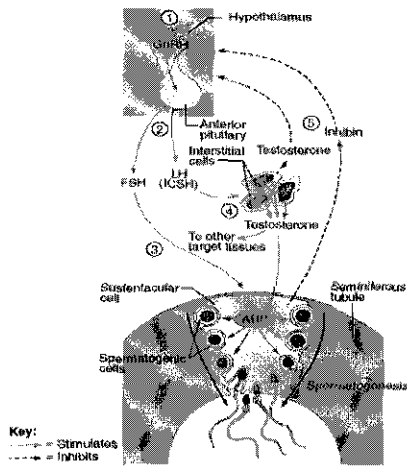 ①
Hypothalamus
GnRH
②
Anterior
pituitary
⑤
Inhibin
Interstitial
cells
Testosterone
FSH
LH
(ICSH)
④
Testosterone
③
To other
target tissues
Sustentacular
cell
Seminiferous
tubule
ABP
Spermatogenic
cells
Spermatogenesis
Key:
Stimulates
Inhibits